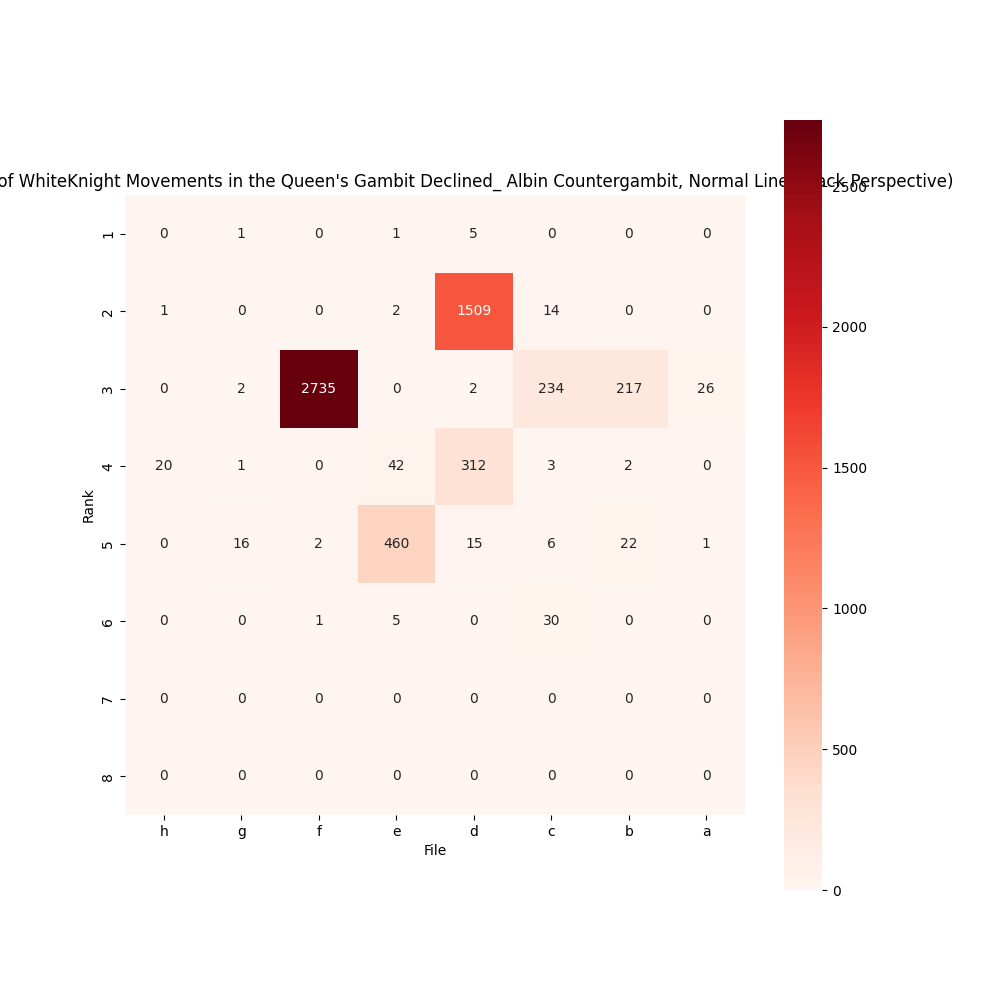 of WhiteKnight Movements in the Queen's Gambit Declined_ Albin Countergambit, Normal Line Perspective)
2500
1 0 1 0 1 5 0 0 0
2 1 0 0 2 1509 14 0 0
2000
3 0 2 2735 0 2 234 217 26
4 20 1 0 42 312 3 2 0
1500
Rank
5 0 16 2 460 15 6 22 1
1000
6 0 0 1 5 0 30 0 0
7 0 0 0 0 0 0 0 0
500
8 0 0 0 0 0 0 0 0
h g f e d c b a
File
0